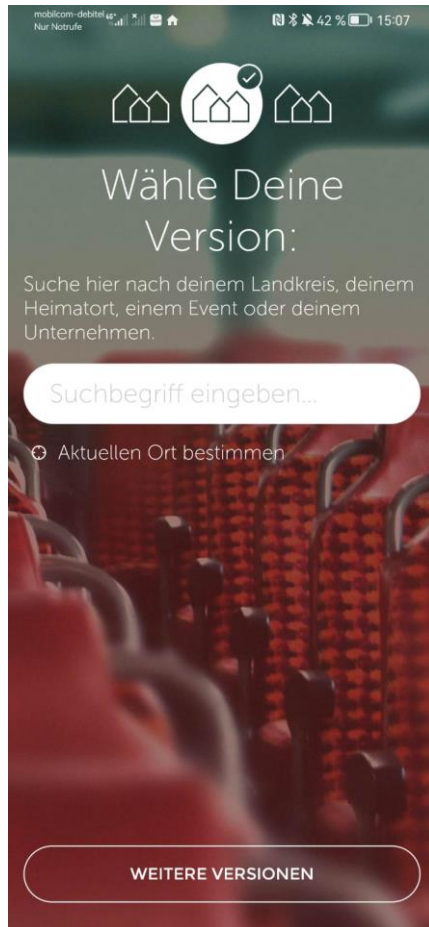 mobilcom-debitel 46°
Nur Notrufe
42 % 15:07
Wähle Deine
Version:
Suche hier nach deinem Landkreis, deinem
Heimatort, einem Event oder deinem
Unternehmen.
Suchbegriff eingeben...
Aktuellen Ort bestimmen
WEITERE VERSIONEN